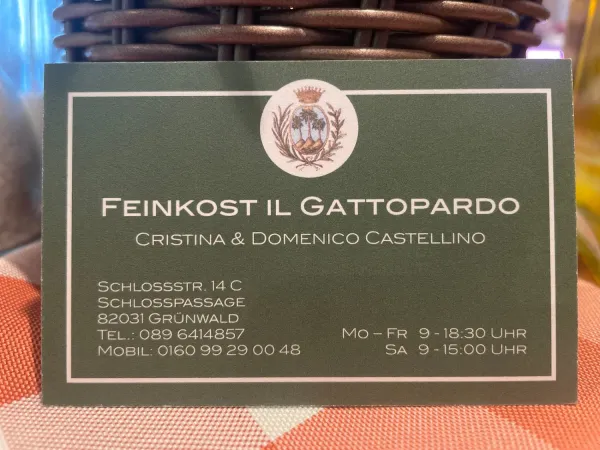 FEINKOST IL GATTOPARDO
CRISTINA & DOMENICO CASTELLINO
SCHLOSSSTR. 14 C
SCHLOSSPASSAGE
82031 GRÜNWALD
TEL.: 089 6414857
MOBIL: 0160 99 29 00 48
MO – FR 9 - 18:30 UHR
SA 9 - 15:00 UHR